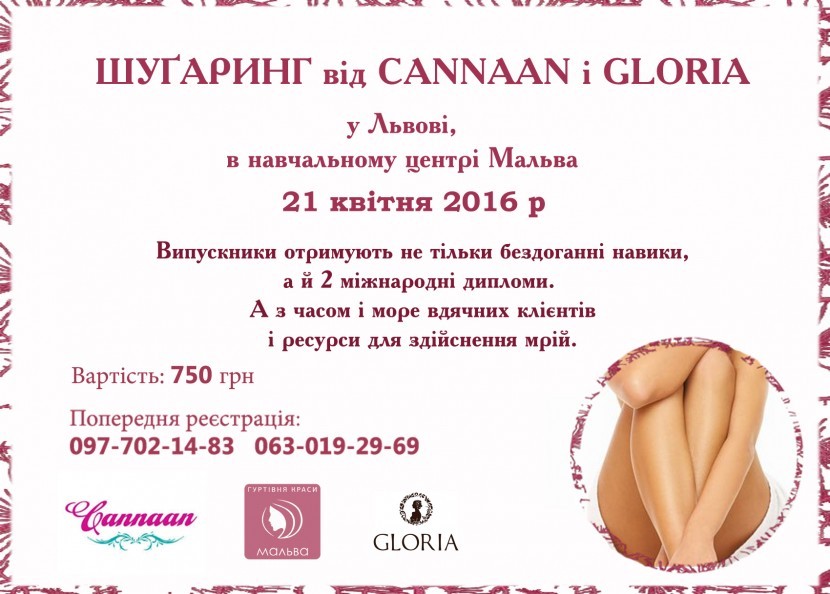 ШУҐАРИНГ від CANNAAN і GLORIA
у Львові,
в навчальному центрі Мальва
21 квітня 2016 р
Випускники отримують не тільки бездоганні навики,
а й 2 міжнародні дипломи.
А з часом і море вдячних клієнтів
і ресурси для здійснення мрій.
Вартість: 750 грн
Попередня реєстрація:
097-702-14-83 063-019-29-69
Cannaan
ГУРТІВНЯ КРАСИ
мальва
GLORIA